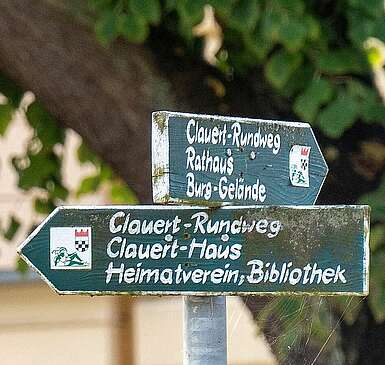 Clauert-Rundweg
Rathaus
Burg-Gelände
Clauert-Rundweg
Clauert-Haus
Heimatverein, Bibliothek